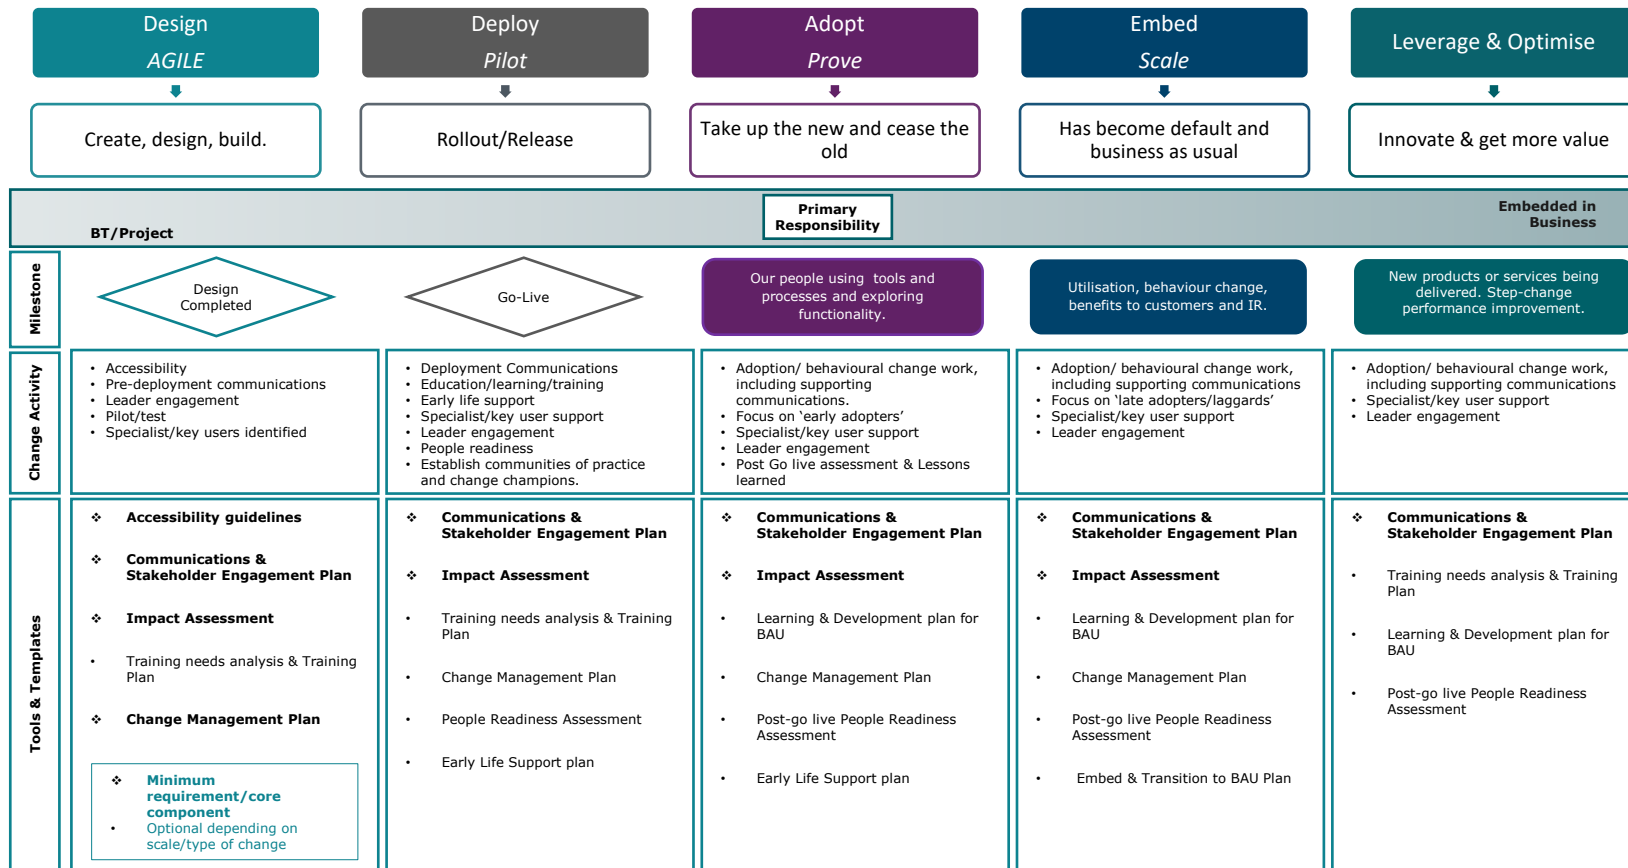 Design
AGILE
Deploy
Pilot
Adopt
Prove
Embed
Scale
Leverage & Optimise
Create, design, build.
Rollout/Release
Take up the new and cease the
old
Has become default and
business as usual
Innovate & get more value
BT/Project
Primary
Responsibility
Embedded in
Business
Milestone
Design
Completed
Go-Live
Our people using tools and
processes and exploring
functionality.
Utilisation, behaviour change,
benefits to customers and IR.
New products or services being
delivered. Step-change
performance improvement.
Change Activity
• Accessibility
• Pre-deployment communications
• Leader engagement
• Pilot/test
• Specialist/key users identified
• Deployment Communications
• Education/learning/training
• Early life support
• Specialist/key user support
• Leader engagement
• People readiness
• Establish communities of practice
and change champions.
• Adoption/ behavioural change work,
including supporting
communications.
• Focus on ‘early adopters’
• Specialist/key user support
• Leader engagement
• Post Go live assessment & Lessons
learned
• Adoption/ behavioural change work,
including supporting communications
• Focus on ‘late adopters/laggards’
• Specialist/key user support
• Leader engagement
• Adoption/ behavioural change work,
including supporting communications
• Specialist/key user support
• Leader engagement
Tools & Templates
❖ Accessibility guidelines
❖ Communications &
Stakeholder Engagement Plan
❖ Impact Assessment
• Training needs analysis & Training
Plan
❖ Change Management Plan
❖ Minimum
requirement/core
component
• Optional depending on
scale/type of change
❖ Communications &
Stakeholder Engagement Plan
❖ Impact Assessment
• Training needs analysis & Training
Plan
• Change Management Plan
• People Readiness Assessment
• Early Life Support plan
❖ Communications &
Stakeholder Engagement Plan
❖ Impact Assessment
• Learning & Development plan for
BAU
• Change Management Plan
• Post-go live People Readiness
Assessment
• Early Life Support plan
❖ Communications &
Stakeholder Engagement Plan
❖ Impact Assessment
• Learning & Development plan for
BAU
• Change Management Plan
• Post-go live People Readiness
Assessment
• Embed & Transition to BAU Plan
❖ Communications &
Stakeholder Engagement Plan
• Training needs analysis & Training
Plan
• Learning & Development plan for
BAU
• Post-go live People Readiness
Assessment